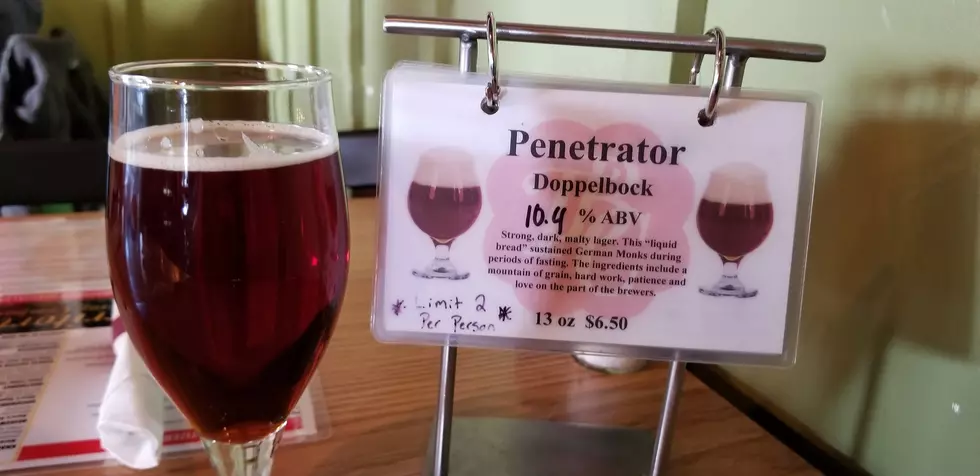 Penetrator
Doppelbock
10.4 % ABV
Strong, dark, malty lager. This “liquid
bread” sustained German Monks during
periods of fasting. The ingredients include a
mountain of grain, hard work, patience and
love on the part of the brewers.
* Limit 2 *
Per Person
13 oz $6.50